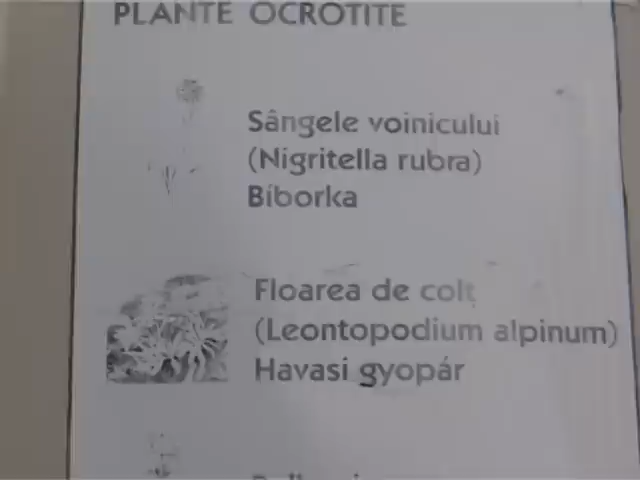 PLANTE OCROTITE
Sângele voinicului
(Nigritella rubra)
Bíborka
Floarea de colț
(Leontopodium alpinum)
Havasi gyopár